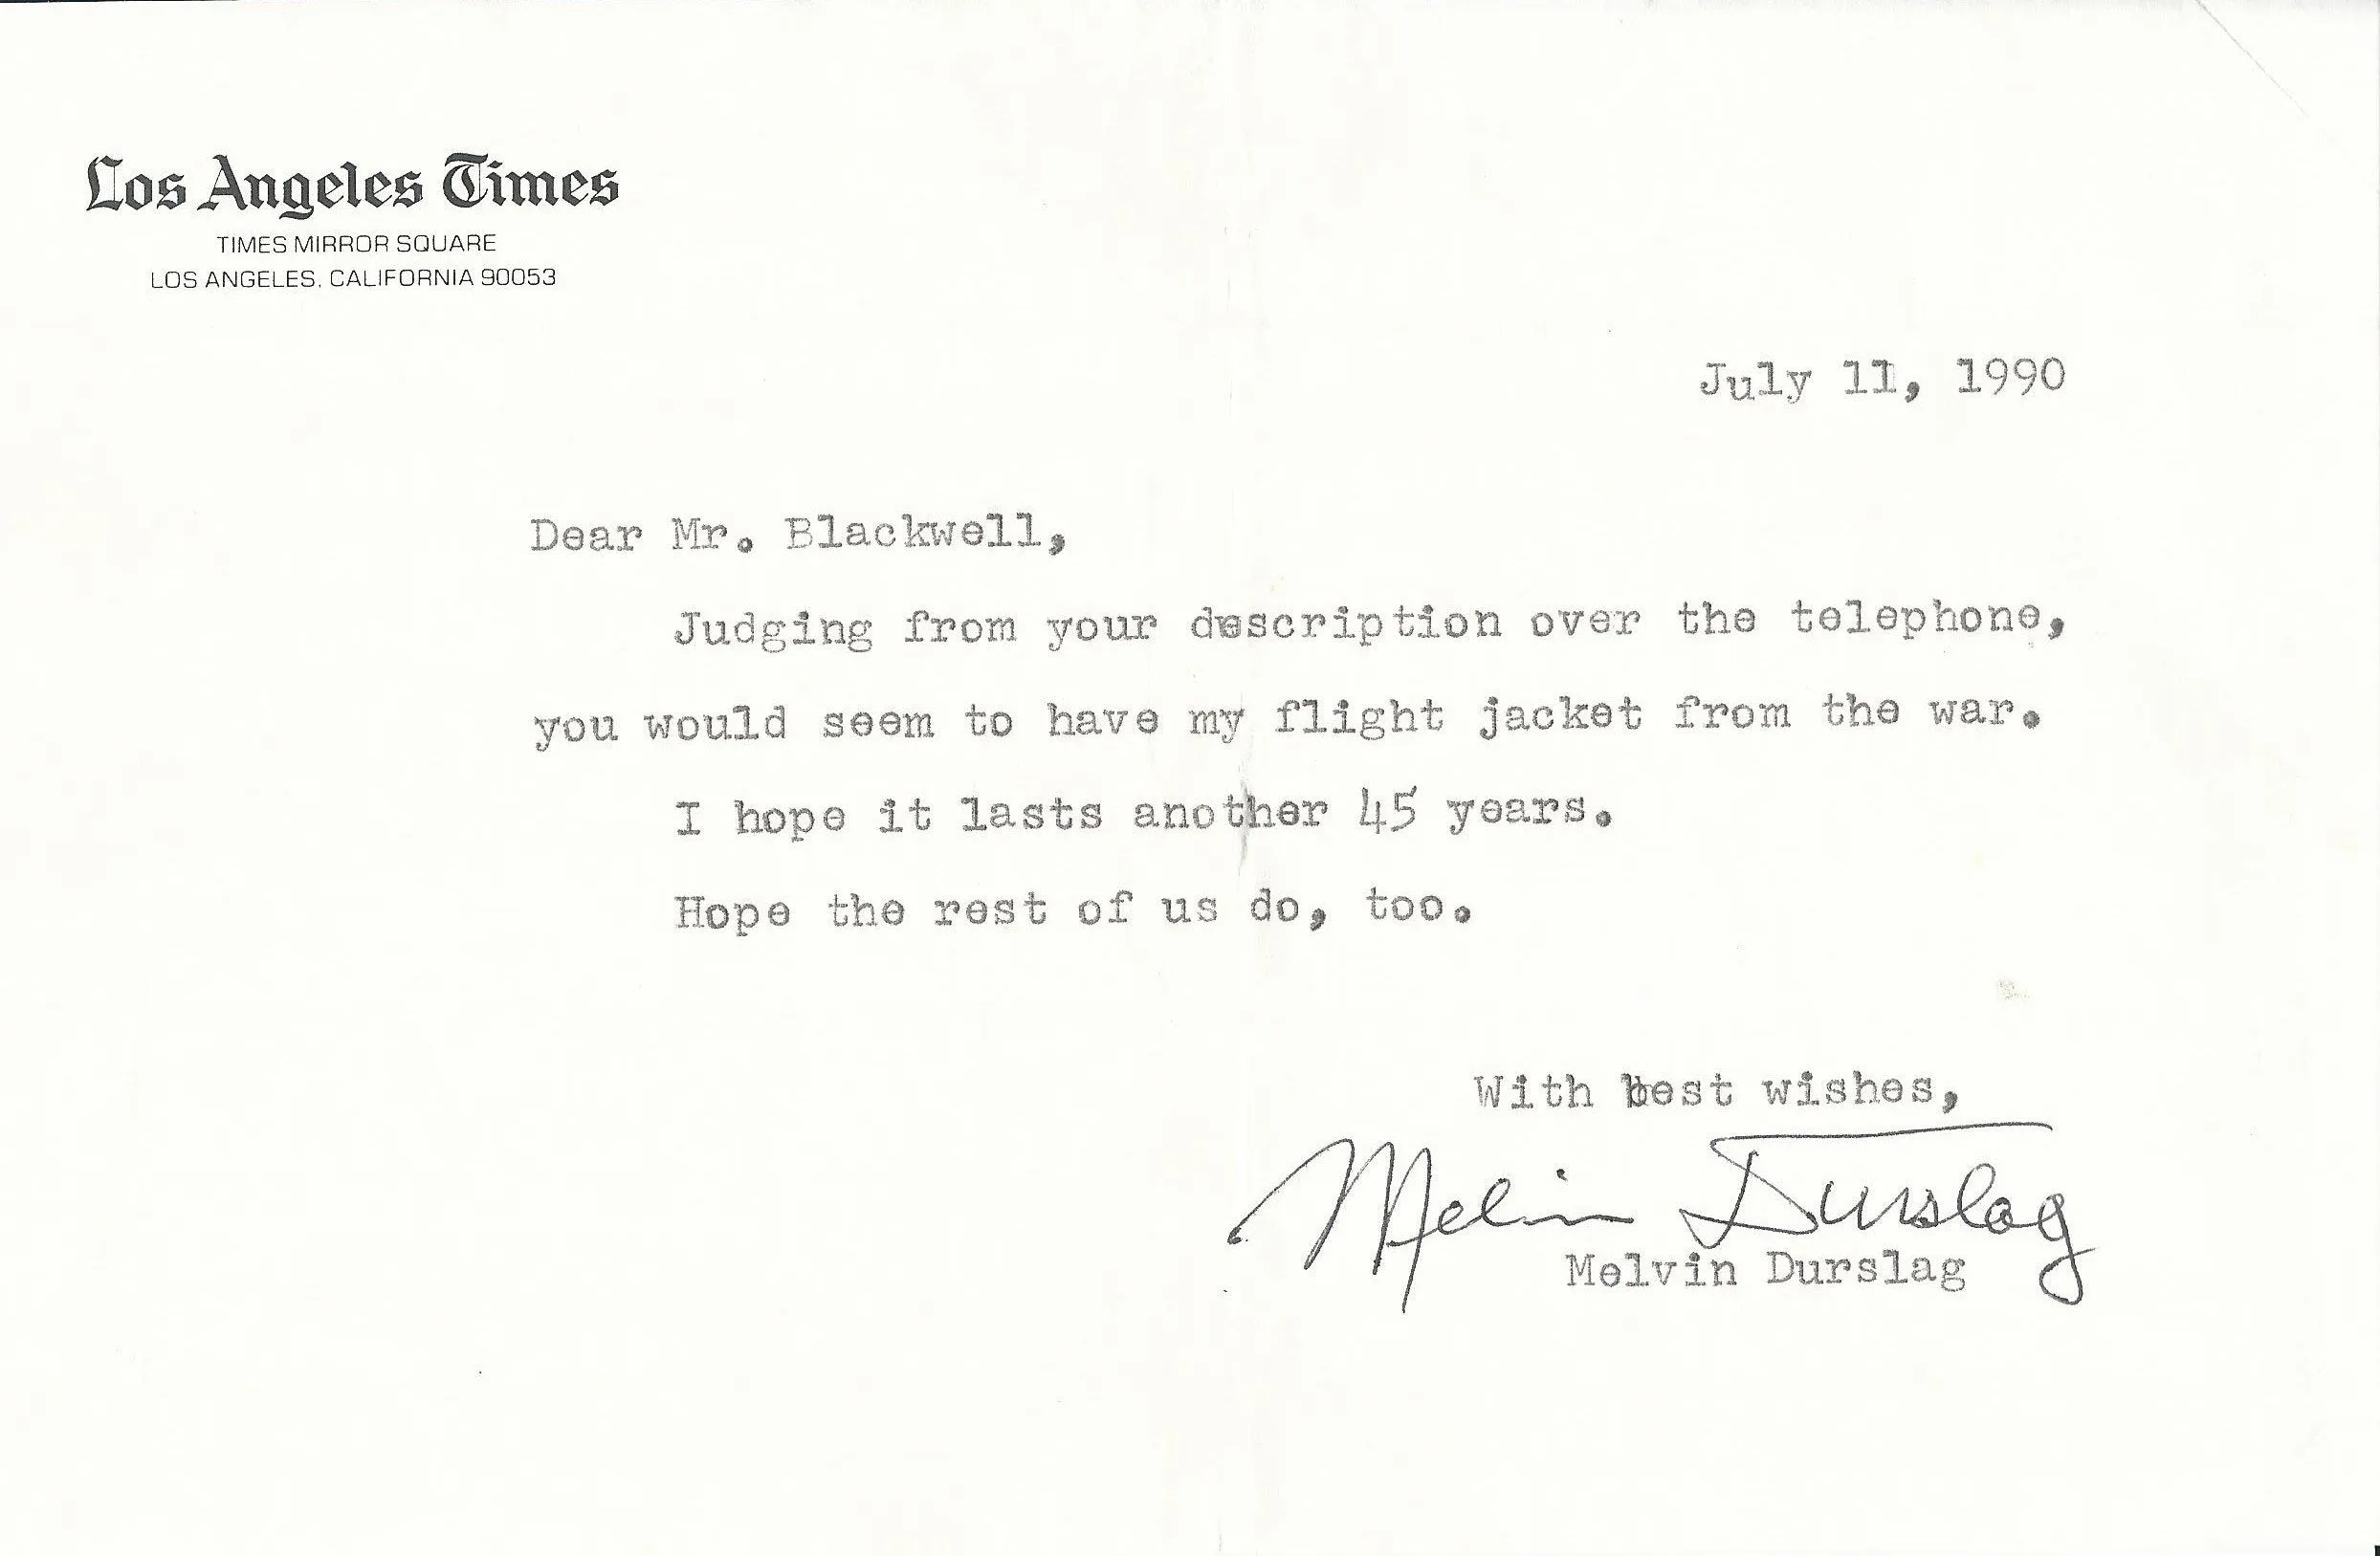 Los Angeles Times
TIMES MIRROR SQUARE
LOS ANGELES, CALIFORNIA 90053
July 11, 1990
Dear Mr. Blackwell,
Judging from your description over the telephone,
you would seem to have my flight jacket from the war.
I hope it lasts another 45 years.
Hope the rest of us do, too.
With best wishes,
Melvin Durslag
Melvin Durslag